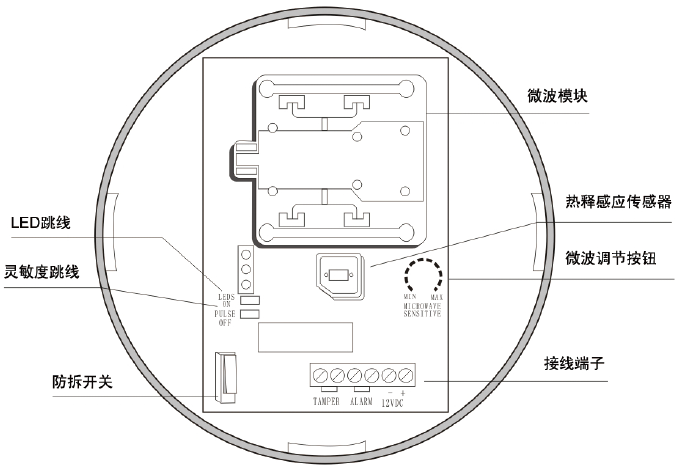 微波模块
热释感应传感器
LED跳线
微波调节按钮
灵敏度跳线
LEDS
ON
PULSE
OFF
MIN MAX
MICROWAVE
SENSITIVE
接线端子
防拆开关
- +
TAMPER ALARM 12VDC